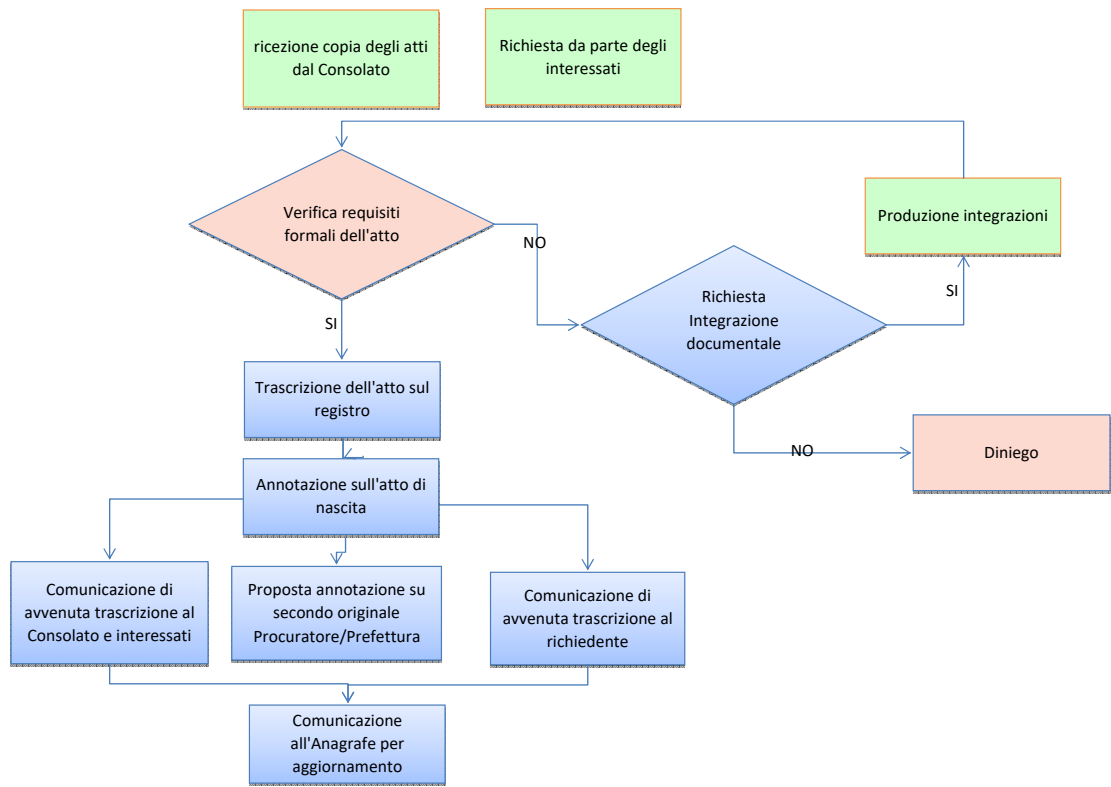 ricezione copia degli atti
dal Consolato
Richiesta da parte degli
interessati
Verifica requisiti
formali dell'atto
NO
Produzione integrazioni
Richiesta
Integrazione
documentale
SI
SI
Trascrizione dell'atto sul
registro
NO
Diniego
Annotazione sull'atto di
nascita
Comunicazione di
avvenuta trascrizione al
Consolato e interessati
Proposta annotazione su
secondo originale
Procuratore/Prefettura
Comunicazione di
avvenuta trascrizione al
richiedente
Comunicazione
all'Anagrafe per
aggiornamento